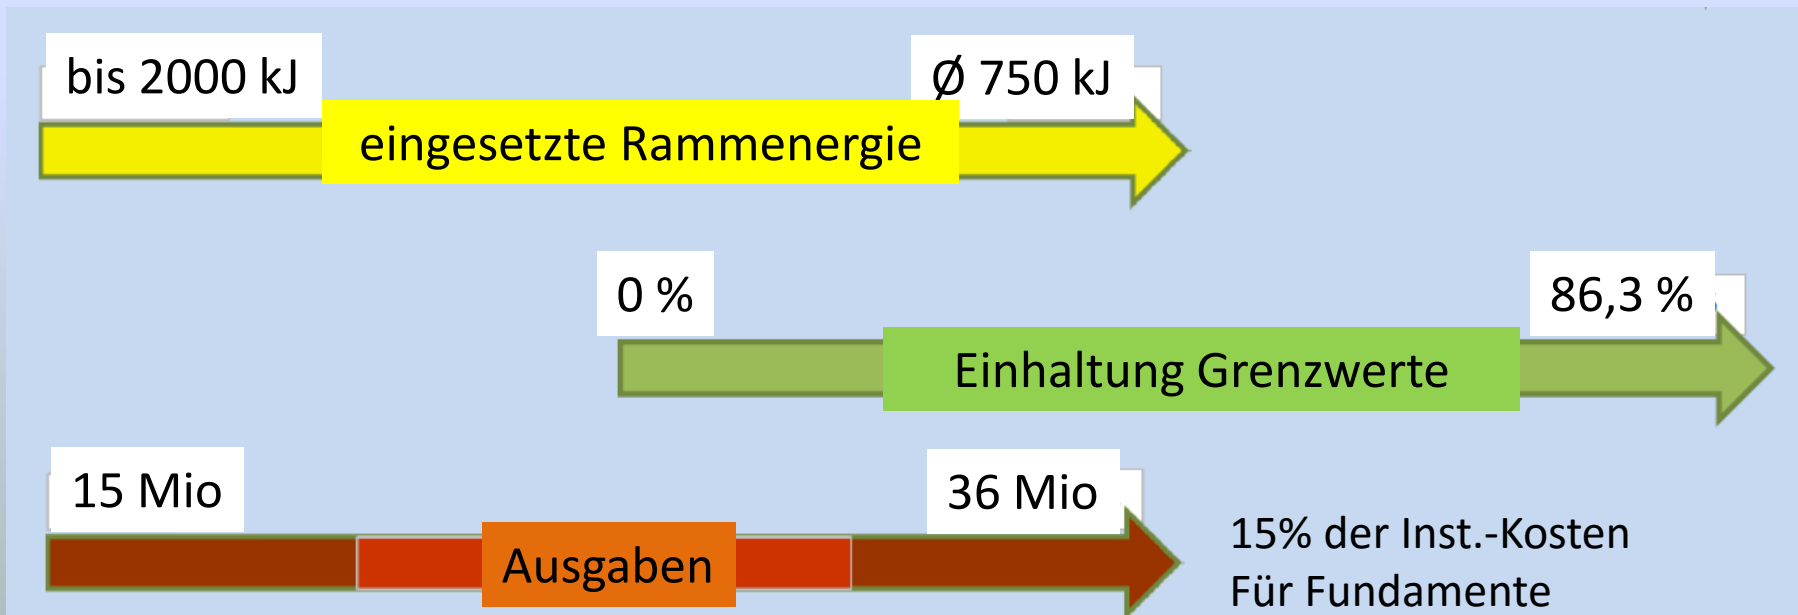 bis 2000 kJ
Ø 750 kJ
eingesetzte Rammenergie
0 %
86,3 %
Einhaltung Grenzwerte
15 Mio
36 Mio
Ausgaben
15% der Inst.-Kosten
Für Fundamente